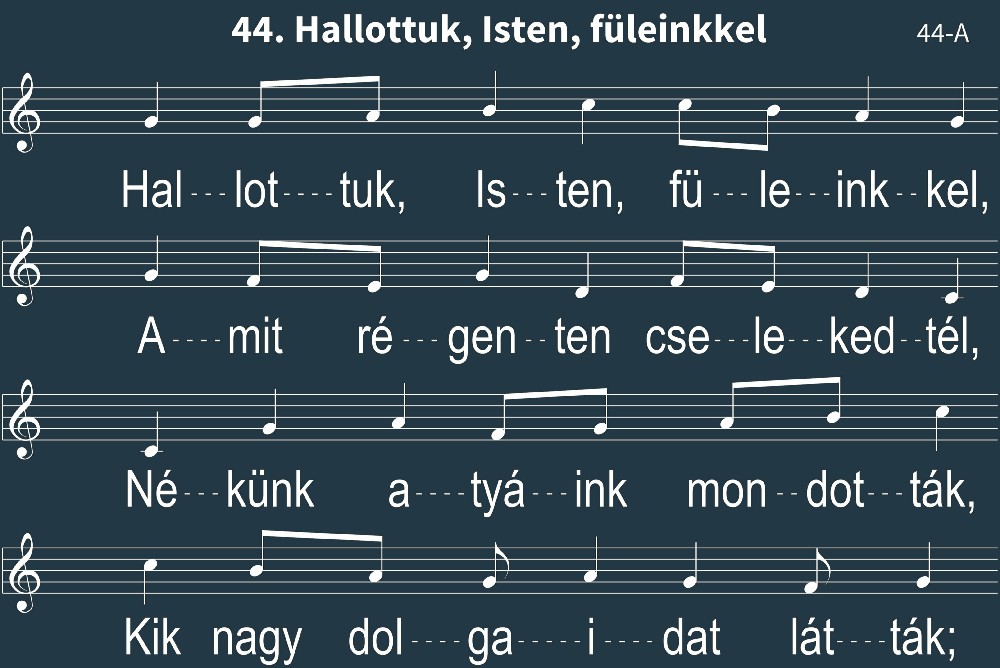 44. Hallottuk, Isten, füleinkkel
44-A
Hal---lot----tuk, Is---ten, fü---le---ink--kel,
A----mit ré---gen--ten cse---le---ked--tél,
Né---künk a----tyá---ink mon--dot---ták,
Kik nagy dol----ga-----i----dat lát----ták;